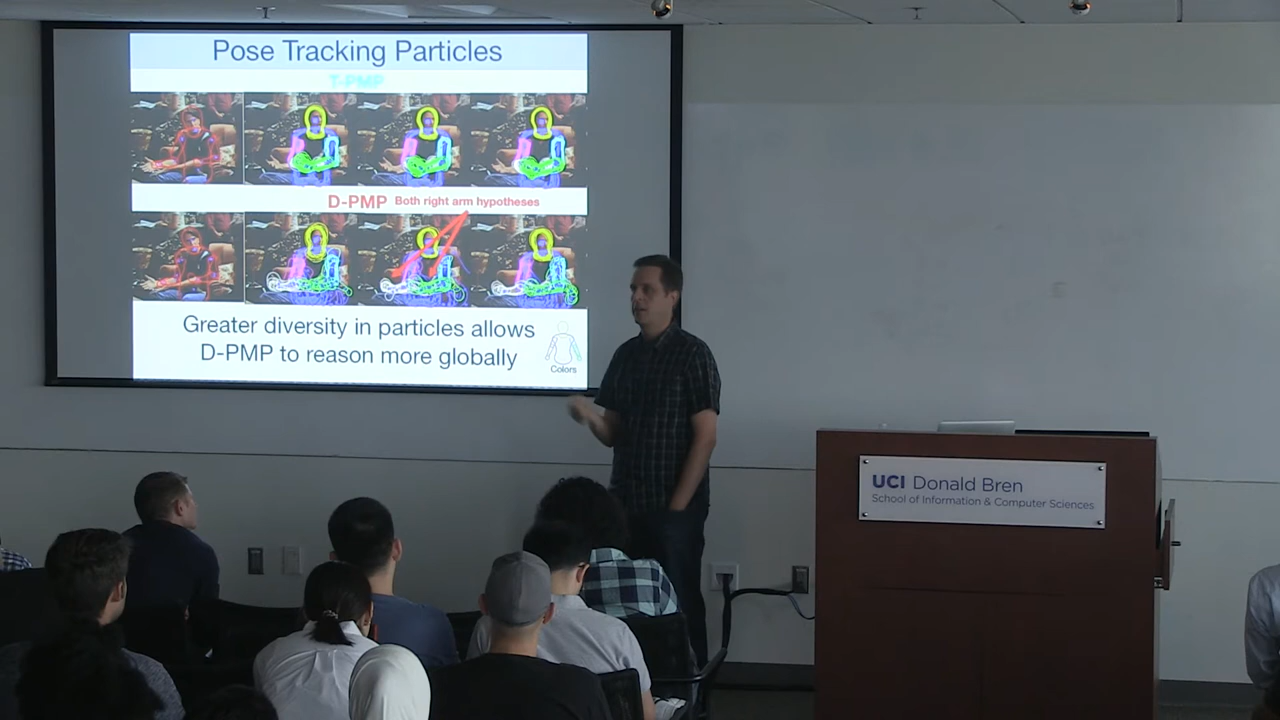 Pose Tracking Particles
T-PMP
D-PMP Both right arm hypotheses
Greater diversity in particles allows
D-PMP to reason more globally
Colors
UCI Donald Bren
School of Information & Computer Sciences